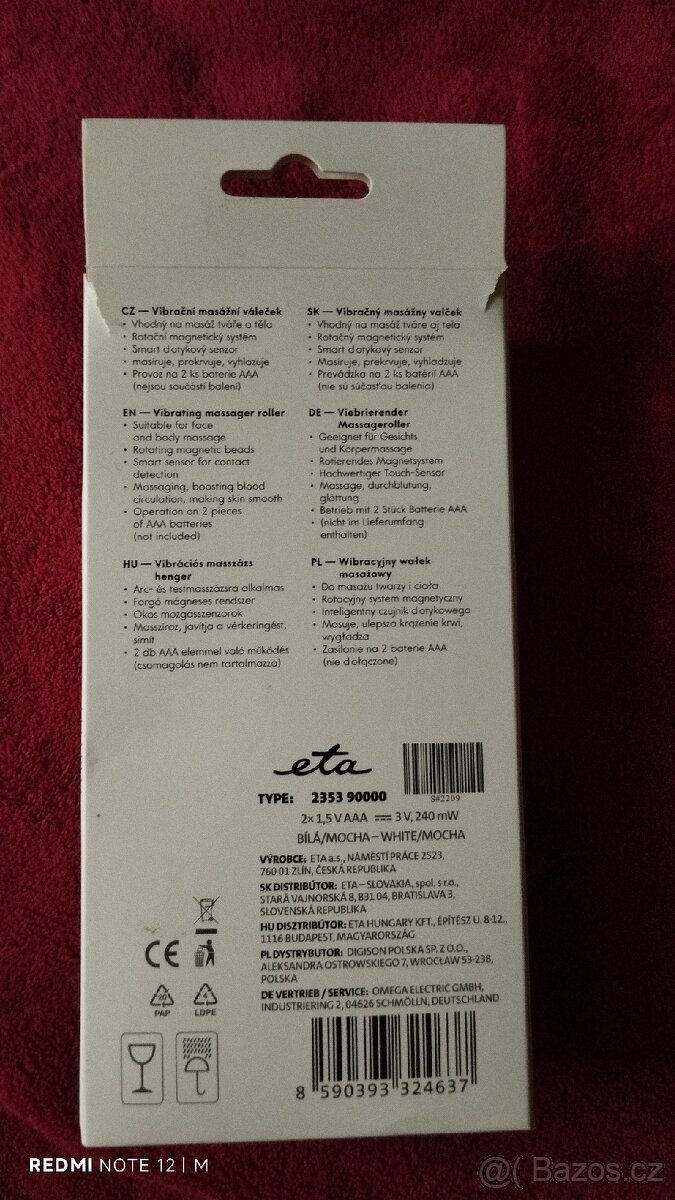 CZ — Vibrační masážní váleček
• Vhodný na masáž tváře a těla
• Rotační magnetický systém
• Smart dotykový senzor
• masíruje, prokrvuje, vyhlazuje
• Provoz na 2 ks baterie AAA
(nejsou součástí balení)
SK — Vibračný masážny valček
• Vhodný na masáž tváre aj tela
• Rotačný magnetický systém
• Smart dotykový senzor
• Masíruje, prekrvuje, vyhladzuje
• Prevádzka na 2 ks batérií AAA
(nie sú súčasťou balenia)
EN — Vibrating massager roller
• Suitable for face
and body massage
• Rotating magnetic beads
• Smart sensor for contact
detection
• Massaging, boosting blood
circulation, making skin smooth
• Operation on 2 pieces
of AAA batteries
(not included)
DE — Viebrierender
Massageroller
• Geeignet für Gesichts
und Körpermassage
• Rotierendes Magnetsystem
• Hochwertiger Touch-Sensor
• Massage, durchblutung,
glättung
• Betrieb mit 2 Stück Batterie AAA
• (nicht im Lieferumfang
enthalten)
HU — Vibrációs masszázs
henger
• Arc- és testmasszázsra alkalmas
• Forgó mágneses rendszer
• Okos mozgásszenzorok
• Masszíroz, javítja a vérkeringést,
simít
• 2 db AAA elemmel való működés
(csomagolás nem tartalmazza)
PL — Wibracyjny wałek
masażowy
• Do masażu twarzy i ciała
• Rotacyjny system magnetyczny
• Inteligentny czujnik dotykowego
• Masuje, ulepsza krążenie krwi,
wygładza
• Zasilanie na 2 baterie AAA
(nie dołączone)
eta
S#2209
TYPE: 2353 90000
2× 1,5 V AAA ⎓ 3 V, 240 mW
BÍLÁ/MOCHA – WHITE/MOCHA
VÝROBCE: ETA a.s., NÁMĚSTÍ PRÁCE 2523,
760 01 ZLÍN, ČESKÁ REPUBLIKA
SK DISTRIBÚTOR: ETA – SLOVAKIA, spol. s r.o.,
STARÁ VAJNORSKÁ 8, 831 04, BRATISLAVA 3,
SLOVENSKÁ REPUBLIKA
HU DISZTRIBÚTOR: ETA HUNGARY KFT., ÉPÍTÉSZ U. 8-12.,
1116 BUDAPEST, MAGYARORSZÁG
PL DYSTRYBUTOR: DIGISON POLSKA SP. Z O.O.,
ALEKSANDRA OSTROWSKIEGO 7, WROCŁAW 53-238,
POLSKA
DE VERTRIEB / SERVICE: OMEGA ELECTRIC GMBH,
INDUSTRIERING 2, 04626 SCHMÖLLN, DEUTSCHLAND
CE
20
PAP
4
LDPE
8 590393 324637
REDMI NOTE 12 | M
@( Bazos.cz